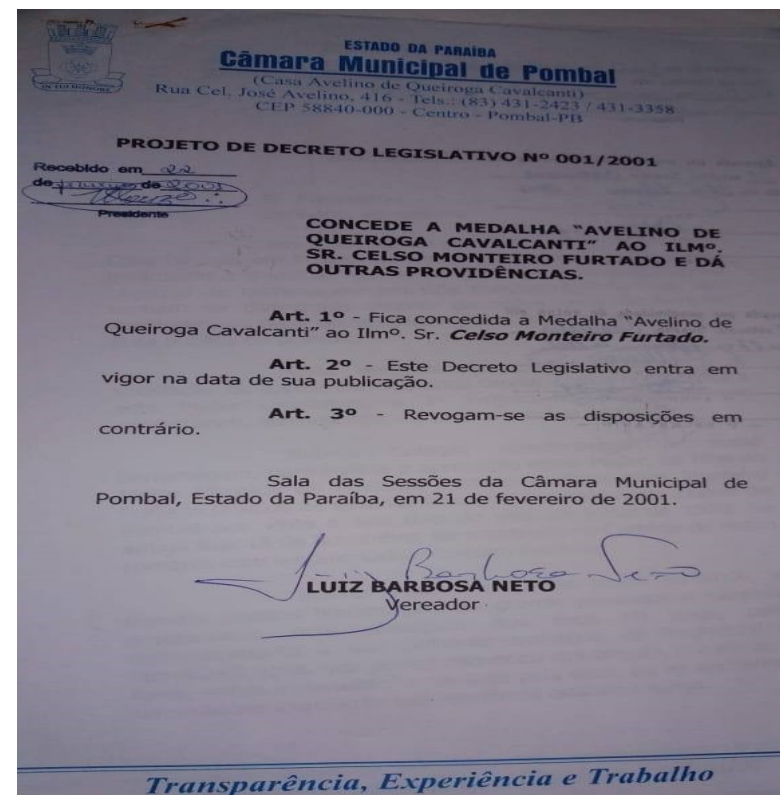 ESTADO DA PARAÍBA
Câmara Municipal de Pombal
(Casa Avelino de Queiroga Cavalcanti)
Rua Cel. José Avelino, 416 - Tels.: (83) 431-2423 / 431-3358
CEP 58840-000 - Centro - Pombal-PB
PROJETO DE DECRETO LEGISLATIVO Nº 001/2001
Recebido em 22
de de 2001
Presidente
CONCEDE A MEDALHA “AVELINO DE
QUEIROGA CAVALCANTI” AO ILMº.
SR. CELSO MONTEIRO FURTADO E DÁ
OUTRAS PROVIDÊNCIAS.
Art. 1º - Fica concedida a Medalha “Avelino de
Queiroga Cavalcanti” ao Ilmº. Sr. Celso Monteiro Furtado.
Art. 2º - Este Decreto Legislativo entra em
vigor na data de sua publicação.
Art. 3º - Revogam-se as disposições em
contrário.
Sala das Sessões da Câmara Municipal de
Pombal, Estado da Paraíba, em 21 de fevereiro de 2001.
Luiz Barbosa Neto
LUIZ BARBOSA NETO
Vereador
Transparência, Experiência e Trabalho